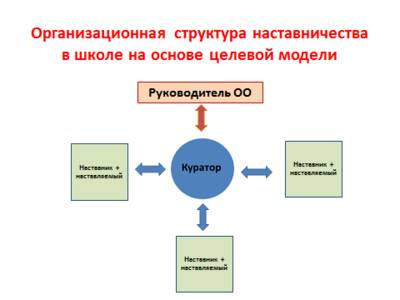 Организационная структура наставничества
в школе на основе целевой модели
Руководитель ОО
Куратор
Наставник +
наставляемый
Наставник +
наставляемый
Наставник +
наставляемый